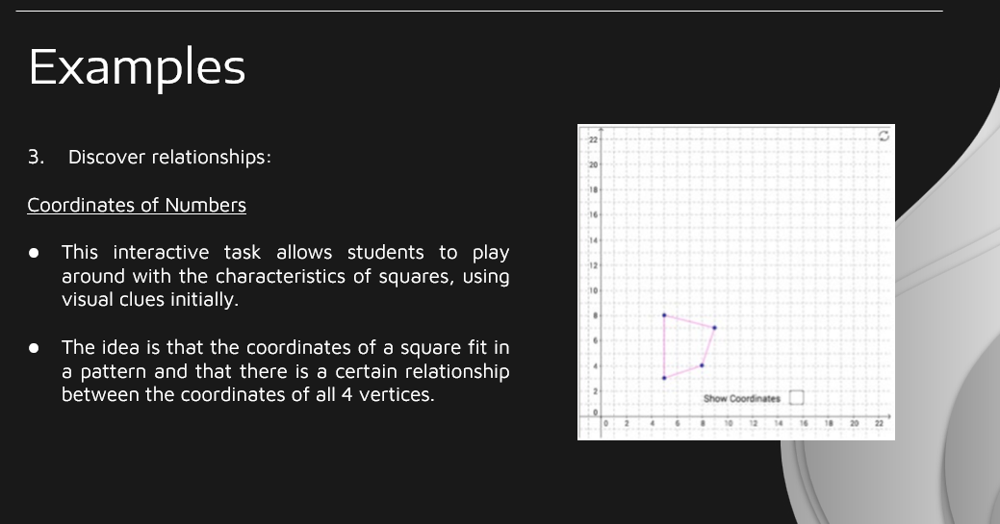 Examples
3. Discover relationships:
Coordinates of Numbers
● This interactive task allows students to play
around with the characteristics of squares, using
visual clues initially.
● The idea is that the coordinates of a square fit in
a pattern and that there is a certain relationship
between the coordinates of all 4 vertices.
22
20
18
16
14
12
10
8
6
4
2
0
Show Coordinates
0 2 4 6 8 10 12 14 16 18 20 22